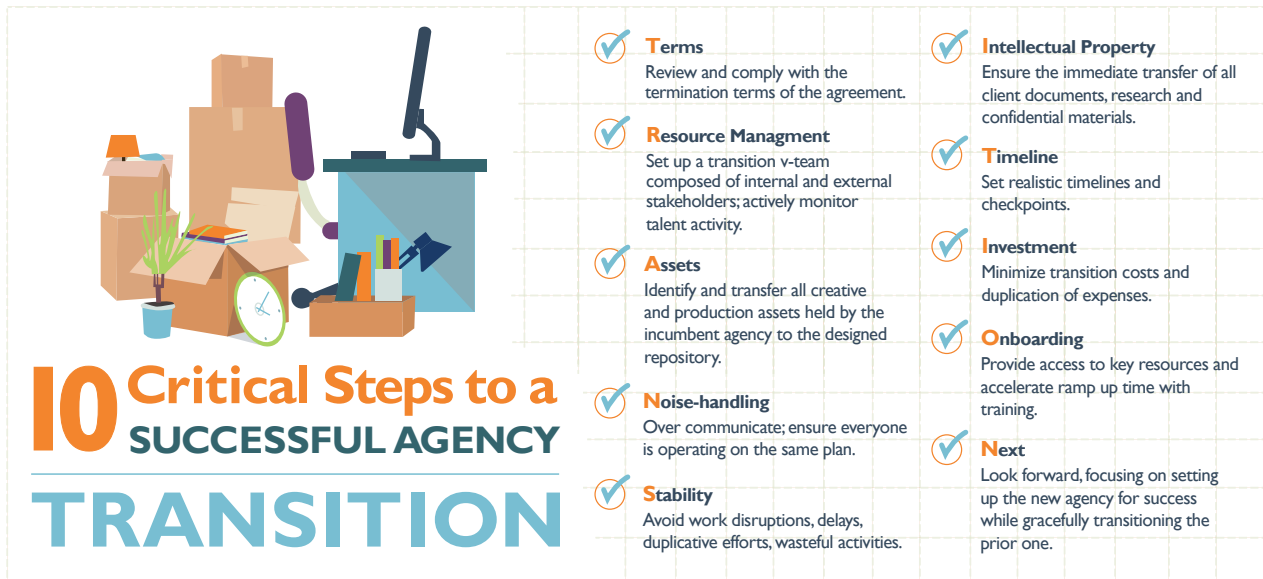 10 Critical Steps to a
SUCCESSFUL AGENCY
TRANSITION
Terms
Review and comply with the
termination terms of the agreement.
Resource Managment
Set up a transition v-team
composed of internal and external
stakeholders; actively monitor
talent activity.
Assets
Identify and transfer all creative
and production assets held by the
incumbent agency to the designed
repository.
Noise-handling
Over communicate; ensure everyone
is operating on the same plan.
Stability
Avoid work disruptions, delays,
duplicative efforts, wasteful activities.
Intellectual Property
Ensure the immediate transfer of all
client documents, research and
confidential materials.
Timeline
Set realistic timelines and
checkpoints.
Investment
Minimize transition costs and
duplication of expenses.
Onboarding
Provide access to key resources and
accelerate ramp up time with
training.
Next
Look forward, focusing on setting
up the new agency for success
while gracefully transitioning the
prior one.